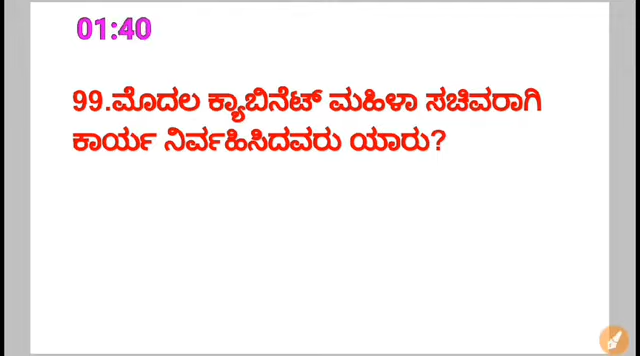 01:40
99.ಮೊದಲ ಕ್ಯಾಬಿನೆಟ್ ಮಹಿಳಾ ಸಚಿವರಾಗಿ
ಕಾರ್ಯ ನಿರ್ವಹಿಸಿದವರು ಯಾರು?